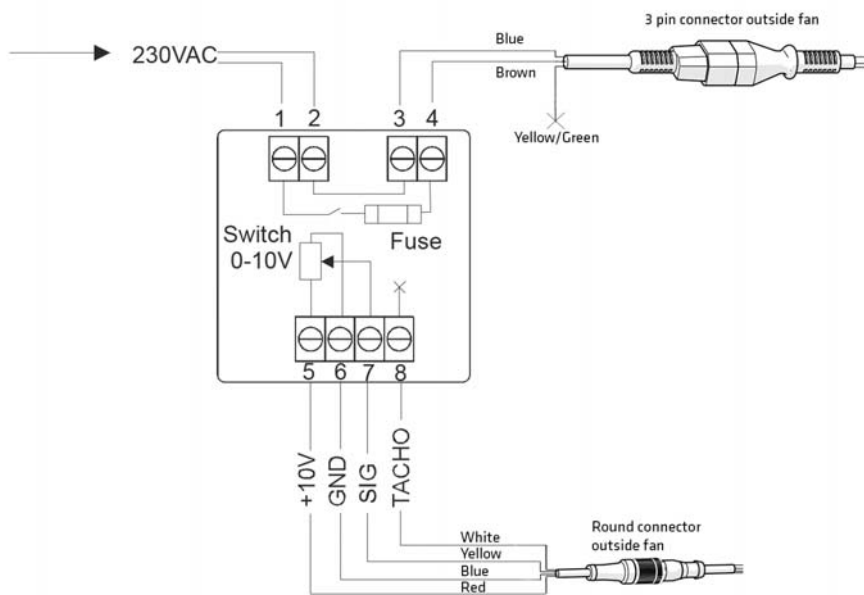 3 pin connector outside fan
230VAC
Blue
Brown
Yellow/Green
1 2 3 4
Switch
0-10V
Fuse
5 6 7 8
+10V
GND
SIG
TACHO
White
Yellow
Blue
Red
Round connector
outside fan